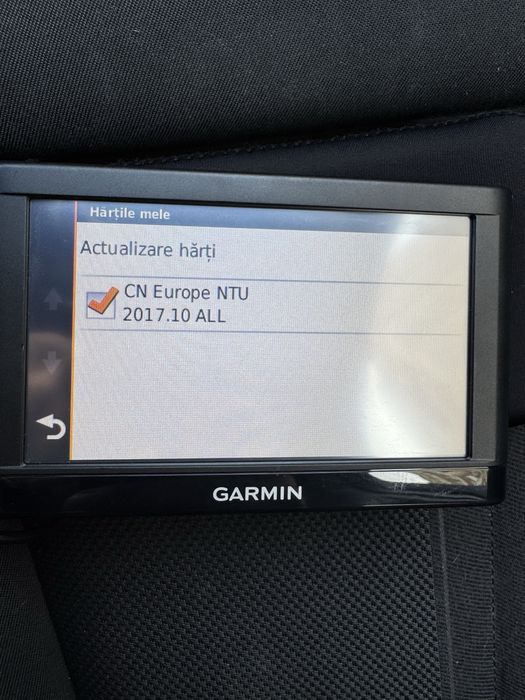 Hărțile mele
Actualizare hărți
CN Europe NTU
2017.10 ALL
GARMIN